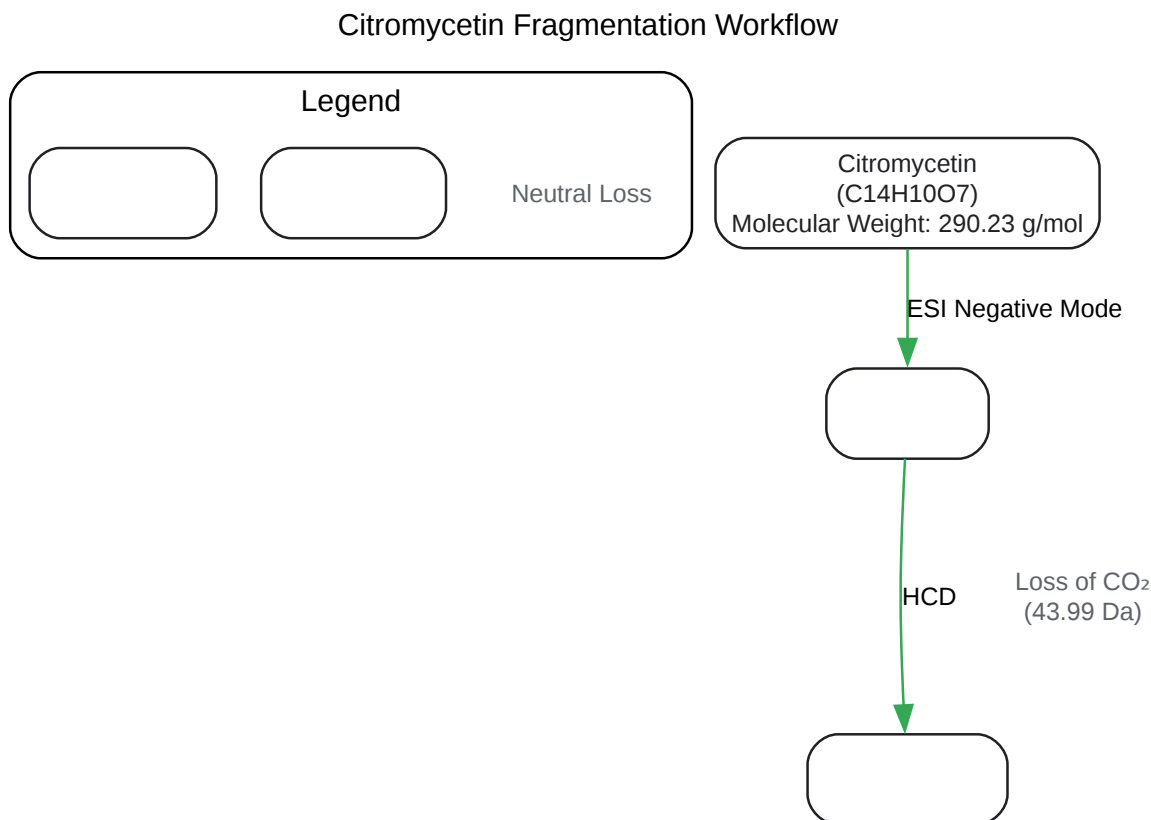 Citromycetin Fragmentation Workflow
Legend
Neutral Loss
Citromycetin
(C14H10O7)
Molecular Weight: 290.23 g/mol
ESI Negative Mode
HCD
Loss of CO₂
(43.99 Da)